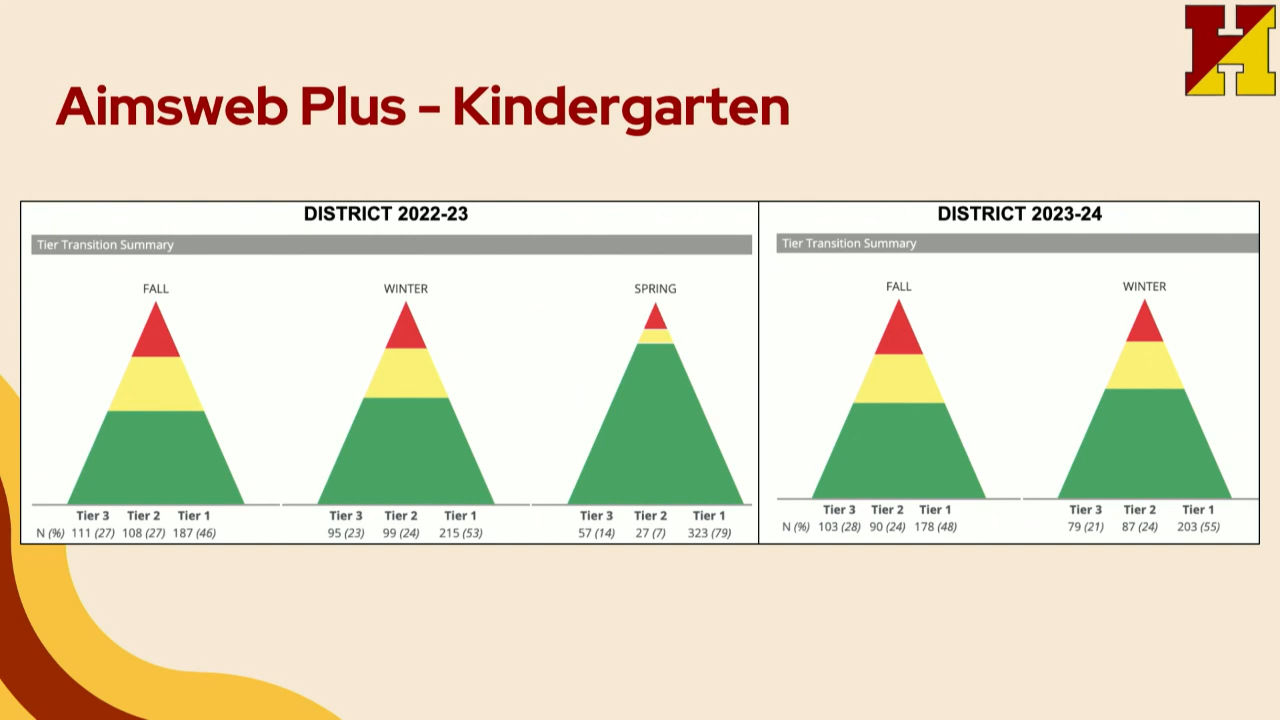 H
Aimsweb Plus - Kindergarten
DISTRICT 2022-23
Tier Transition Summary
FALL WINTER SPRING
Tier 3 Tier 2 Tier 1 Tier 3 Tier 2 Tier 1 Tier 3 Tier 2 Tier 1
N (%) 111 (27) 108 (27) 187 (46) 95 (23) 99 (24) 215 (53) 57 (14) 27 (7) 323 (79)
DISTRICT 2023-24
Tier Transition Summary
FALL WINTER
Tier 3 Tier 2 Tier 1 Tier 3 Tier 2 Tier 1
N (%) 103 (28) 90 (24) 178 (48) 79 (21) 87 (24) 203 (55)